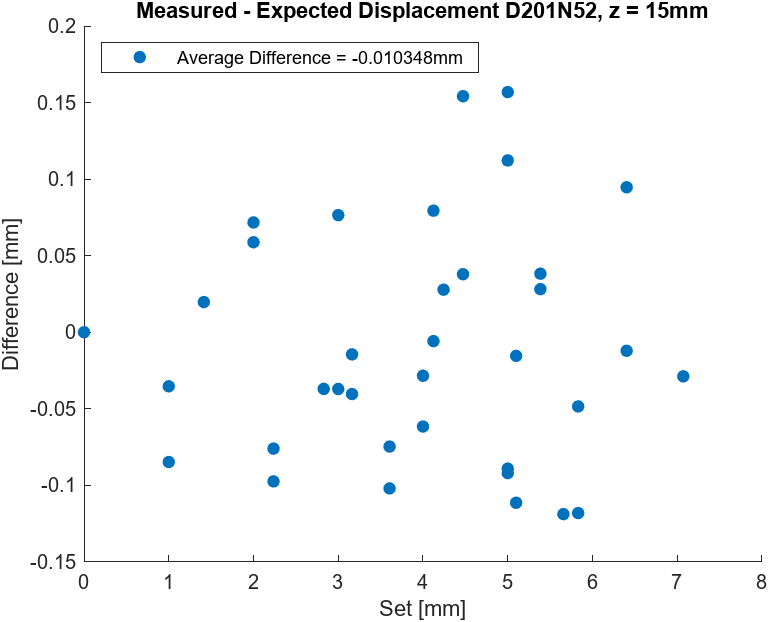 Measured - Expected Displacement D201N52, z = 15mm
Average Difference = -0.010348mm
0.2
0.15
0.1
0.05
0
-0.05
-0.1
-0.15
Difference [mm]
0 1 2 3 4 5 6 7 8
Set [mm]